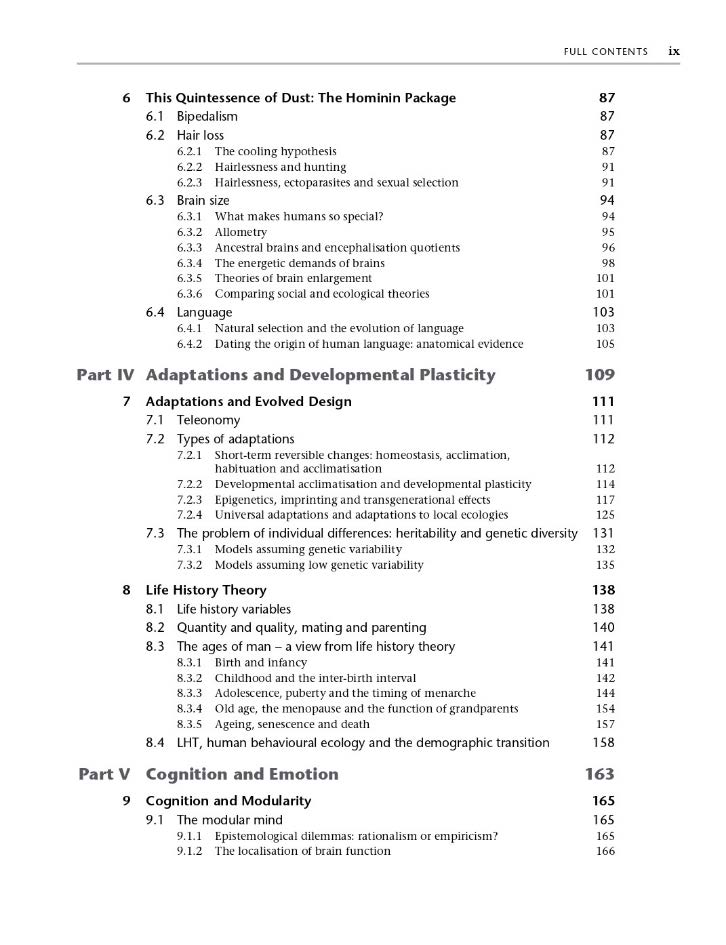 FULL CONTENTS ix
6 This Quintessence of Dust: The Hominin Package 87
6.1 Bipedalism 87
6.2 Hair loss 87
6.2.1 The cooling hypothesis 87
6.2.2 Hairlessness and hunting 91
6.2.3 Hairlessness, ectoparasites and sexual selection 91
6.3 Brain size 94
6.3.1 What makes humans so special? 94
6.3.2 Allometry 95
6.3.3 Ancestral brains and encephalisation quotients 96
6.3.4 The energetic demands of brains 98
6.3.5 Theories of brain enlargement 101
6.3.6 Comparing social and ecological theories 101
6.4 Language 103
6.4.1 Natural selection and the evolution of language 103
6.4.2 Dating the origin of human language: anatomical evidence 105
Part IV Adaptations and Developmental Plasticity 109
7 Adaptations and Evolved Design 111
7.1 Teleonomy 111
7.2 Types of adaptations 112
7.2.1 Short-term reversible changes: homeostasis, acclimation,
habituation and acclimatisation 112
7.2.2 Developmental acclimatisation and developmental plasticity 114
7.2.3 Epigenetics, imprinting and transgenerational effects 117
7.2.4 Universal adaptations and adaptations to local ecologies 125
7.3 The problem of individual differences: heritability and genetic diversity 131
7.3.1 Models assuming genetic variability 132
7.3.2 Models assuming low genetic variability 135
8 Life History Theory 138
8.1 Life history variables 138
8.2 Quantity and quality, mating and parenting 140
8.3 The ages of man – a view from life history theory 141
8.3.1 Birth and infancy 141
8.3.2 Childhood and the inter-birth interval 142
8.3.3 Adolescence, puberty and the timing of menarche 144
8.3.4 Old age, the menopause and the function of grandparents 154
8.3.5 Ageing, senescence and death 157
8.4 LHT, human behavioural ecology and the demographic transition 158
Part V Cognition and Emotion 163
9 Cognition and Modularity 165
9.1 The modular mind 165
9.1.1 Epistemological dilemmas: rationalism or empiricism? 165
9.1.2 The localisation of brain function 166